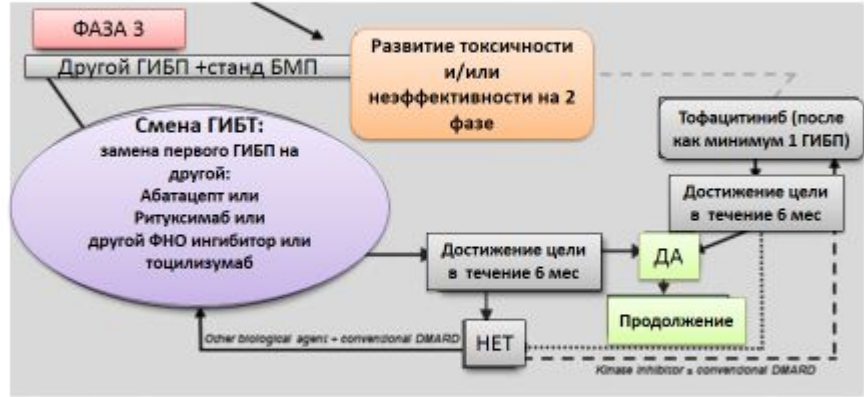 ФАЗА 3
Другой ГИБП +станд БМП
Развитие токсичности
и/или
неэффективности на 2
фазе
Смена ГИБТ:
замена первого ГИБП на
другой:
Абатацепт или
Ритуксимаб или
другой ФНО ингибитор или
тоцилизумаб
Тофацитиниб (после
как минимум 1 ГИБП)
Достижение цели
в течение 6 мес
Достижение цели
в течение 6 мес
ДА
Продолжение
НЕТ
Other biological agent + conventional DMARD
Kinase inhibitor ± conventional DMARD